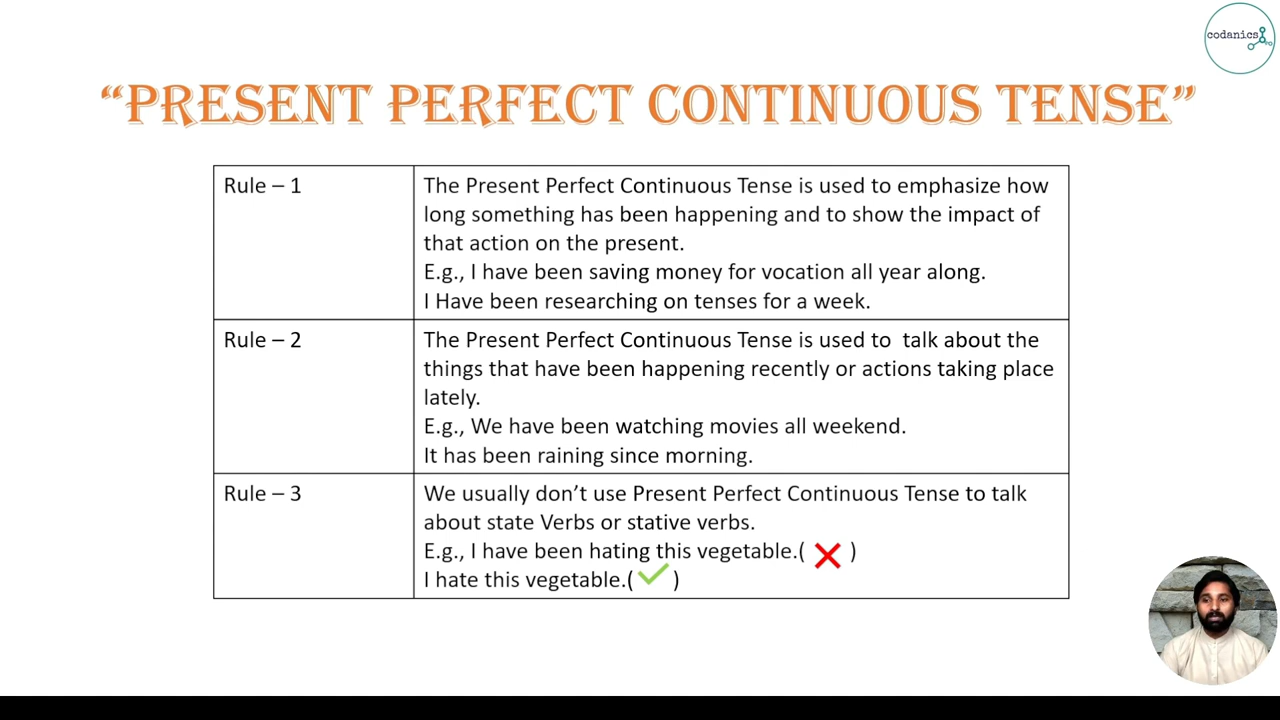 codanics
“PRESENT PERFECT CONTINUOUS TENSE”
Rule – 1
The Present Perfect Continuous Tense is used to emphasize how
long something has been happening and to show the impact of
that action on the present.
E.g., I have been saving money for vocation all year along.
I Have been researching on tenses for a week.
Rule – 2
The Present Perfect Continuous Tense is used to  talk about the
things that have been happening recently or actions taking place
lately.
E.g., We have been watching movies all weekend.
It has been raining since morning.
Rule – 3
We usually don’t use Present Perfect Continuous Tense to talk
about state Verbs or stative verbs.
E.g., I have been hating this vegetable.( ❌ )
I hate this vegetable.( ✓ )